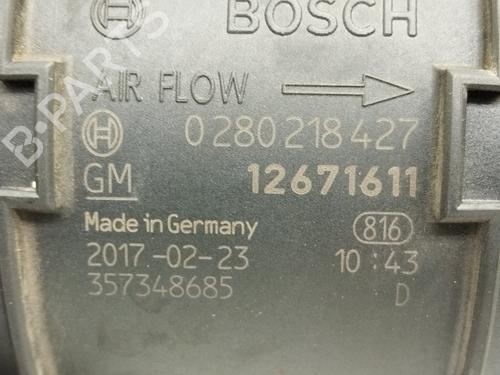 BOSCH
AIR FLOW
0 280 218 427
GM 12671611
Made in Germany 816
2017-02-23 10:43
357348685 D
B-PARTS